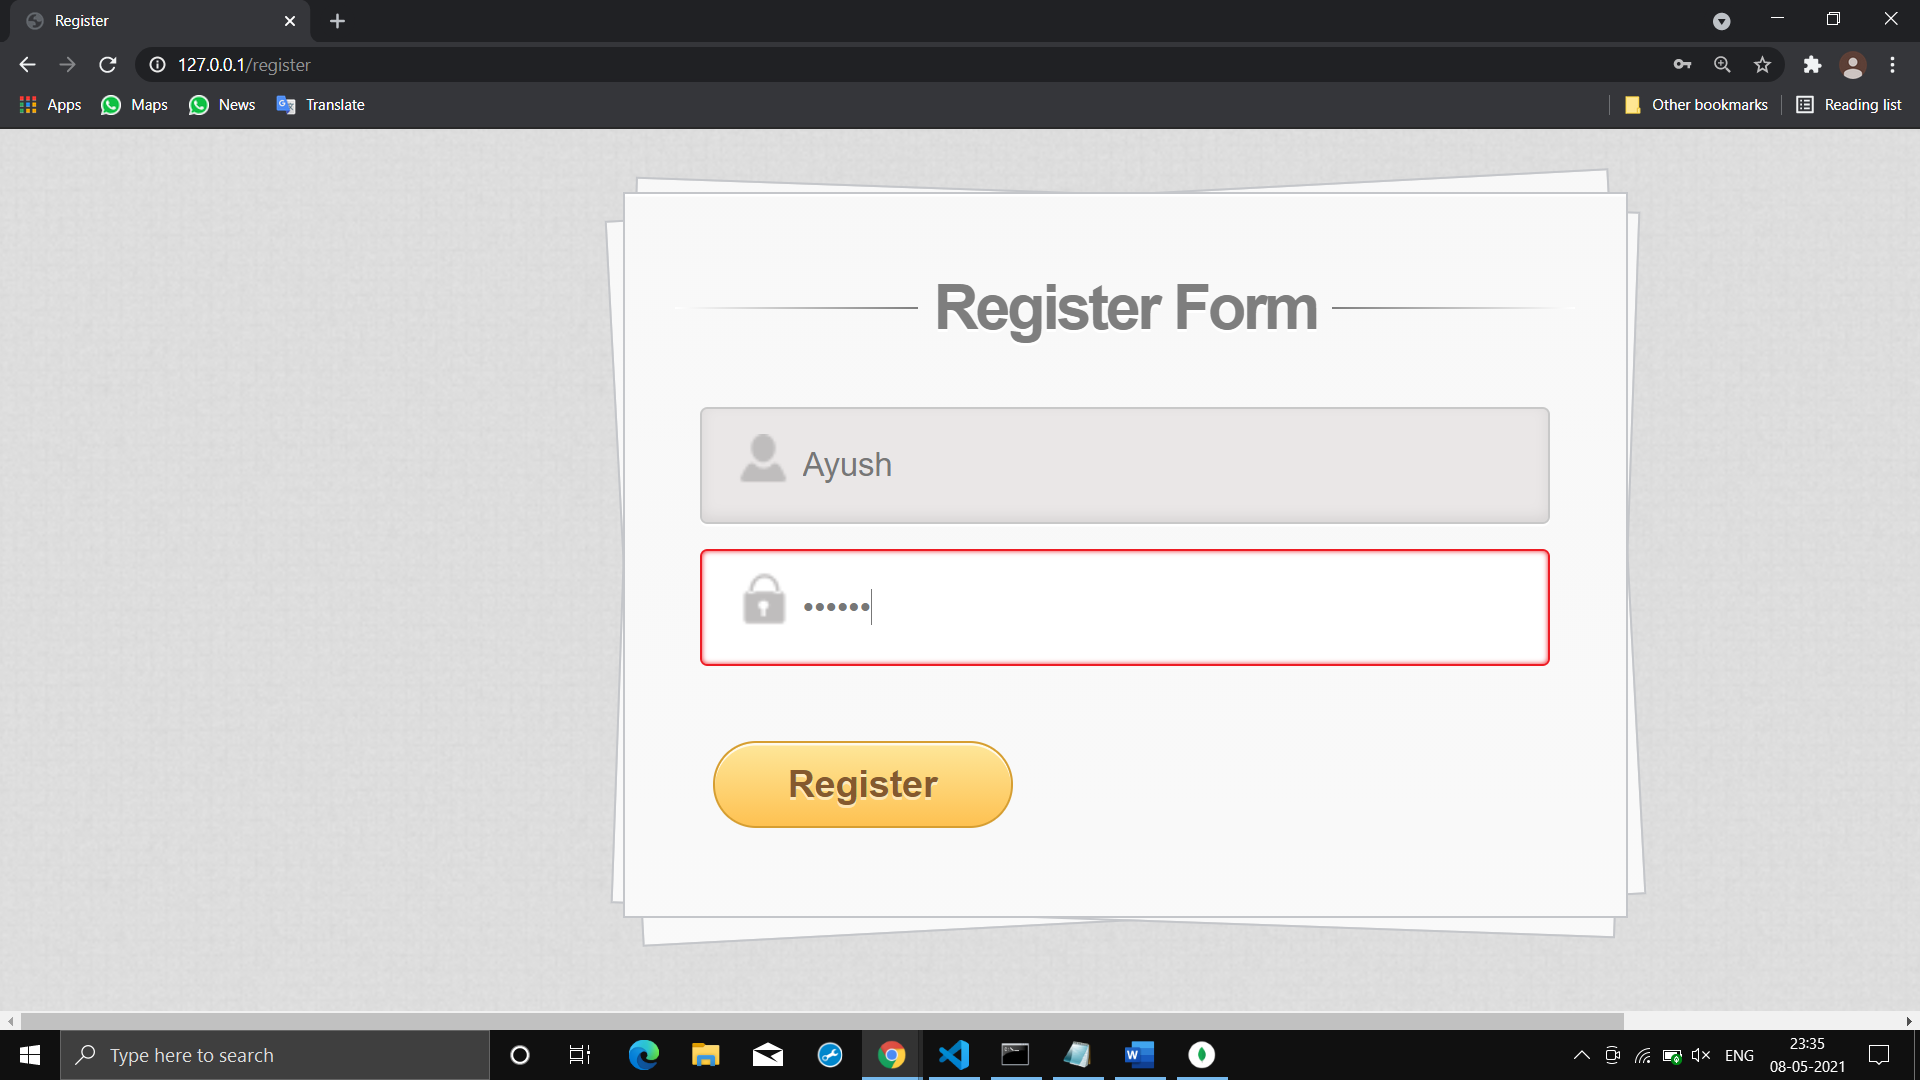 Register
127.0.0.1/register
Apps Maps News Translate Other bookmarks Reading list
Register Form
Ayush
••••••
Register
Type here to search
ENG
23:35
08-05-2021